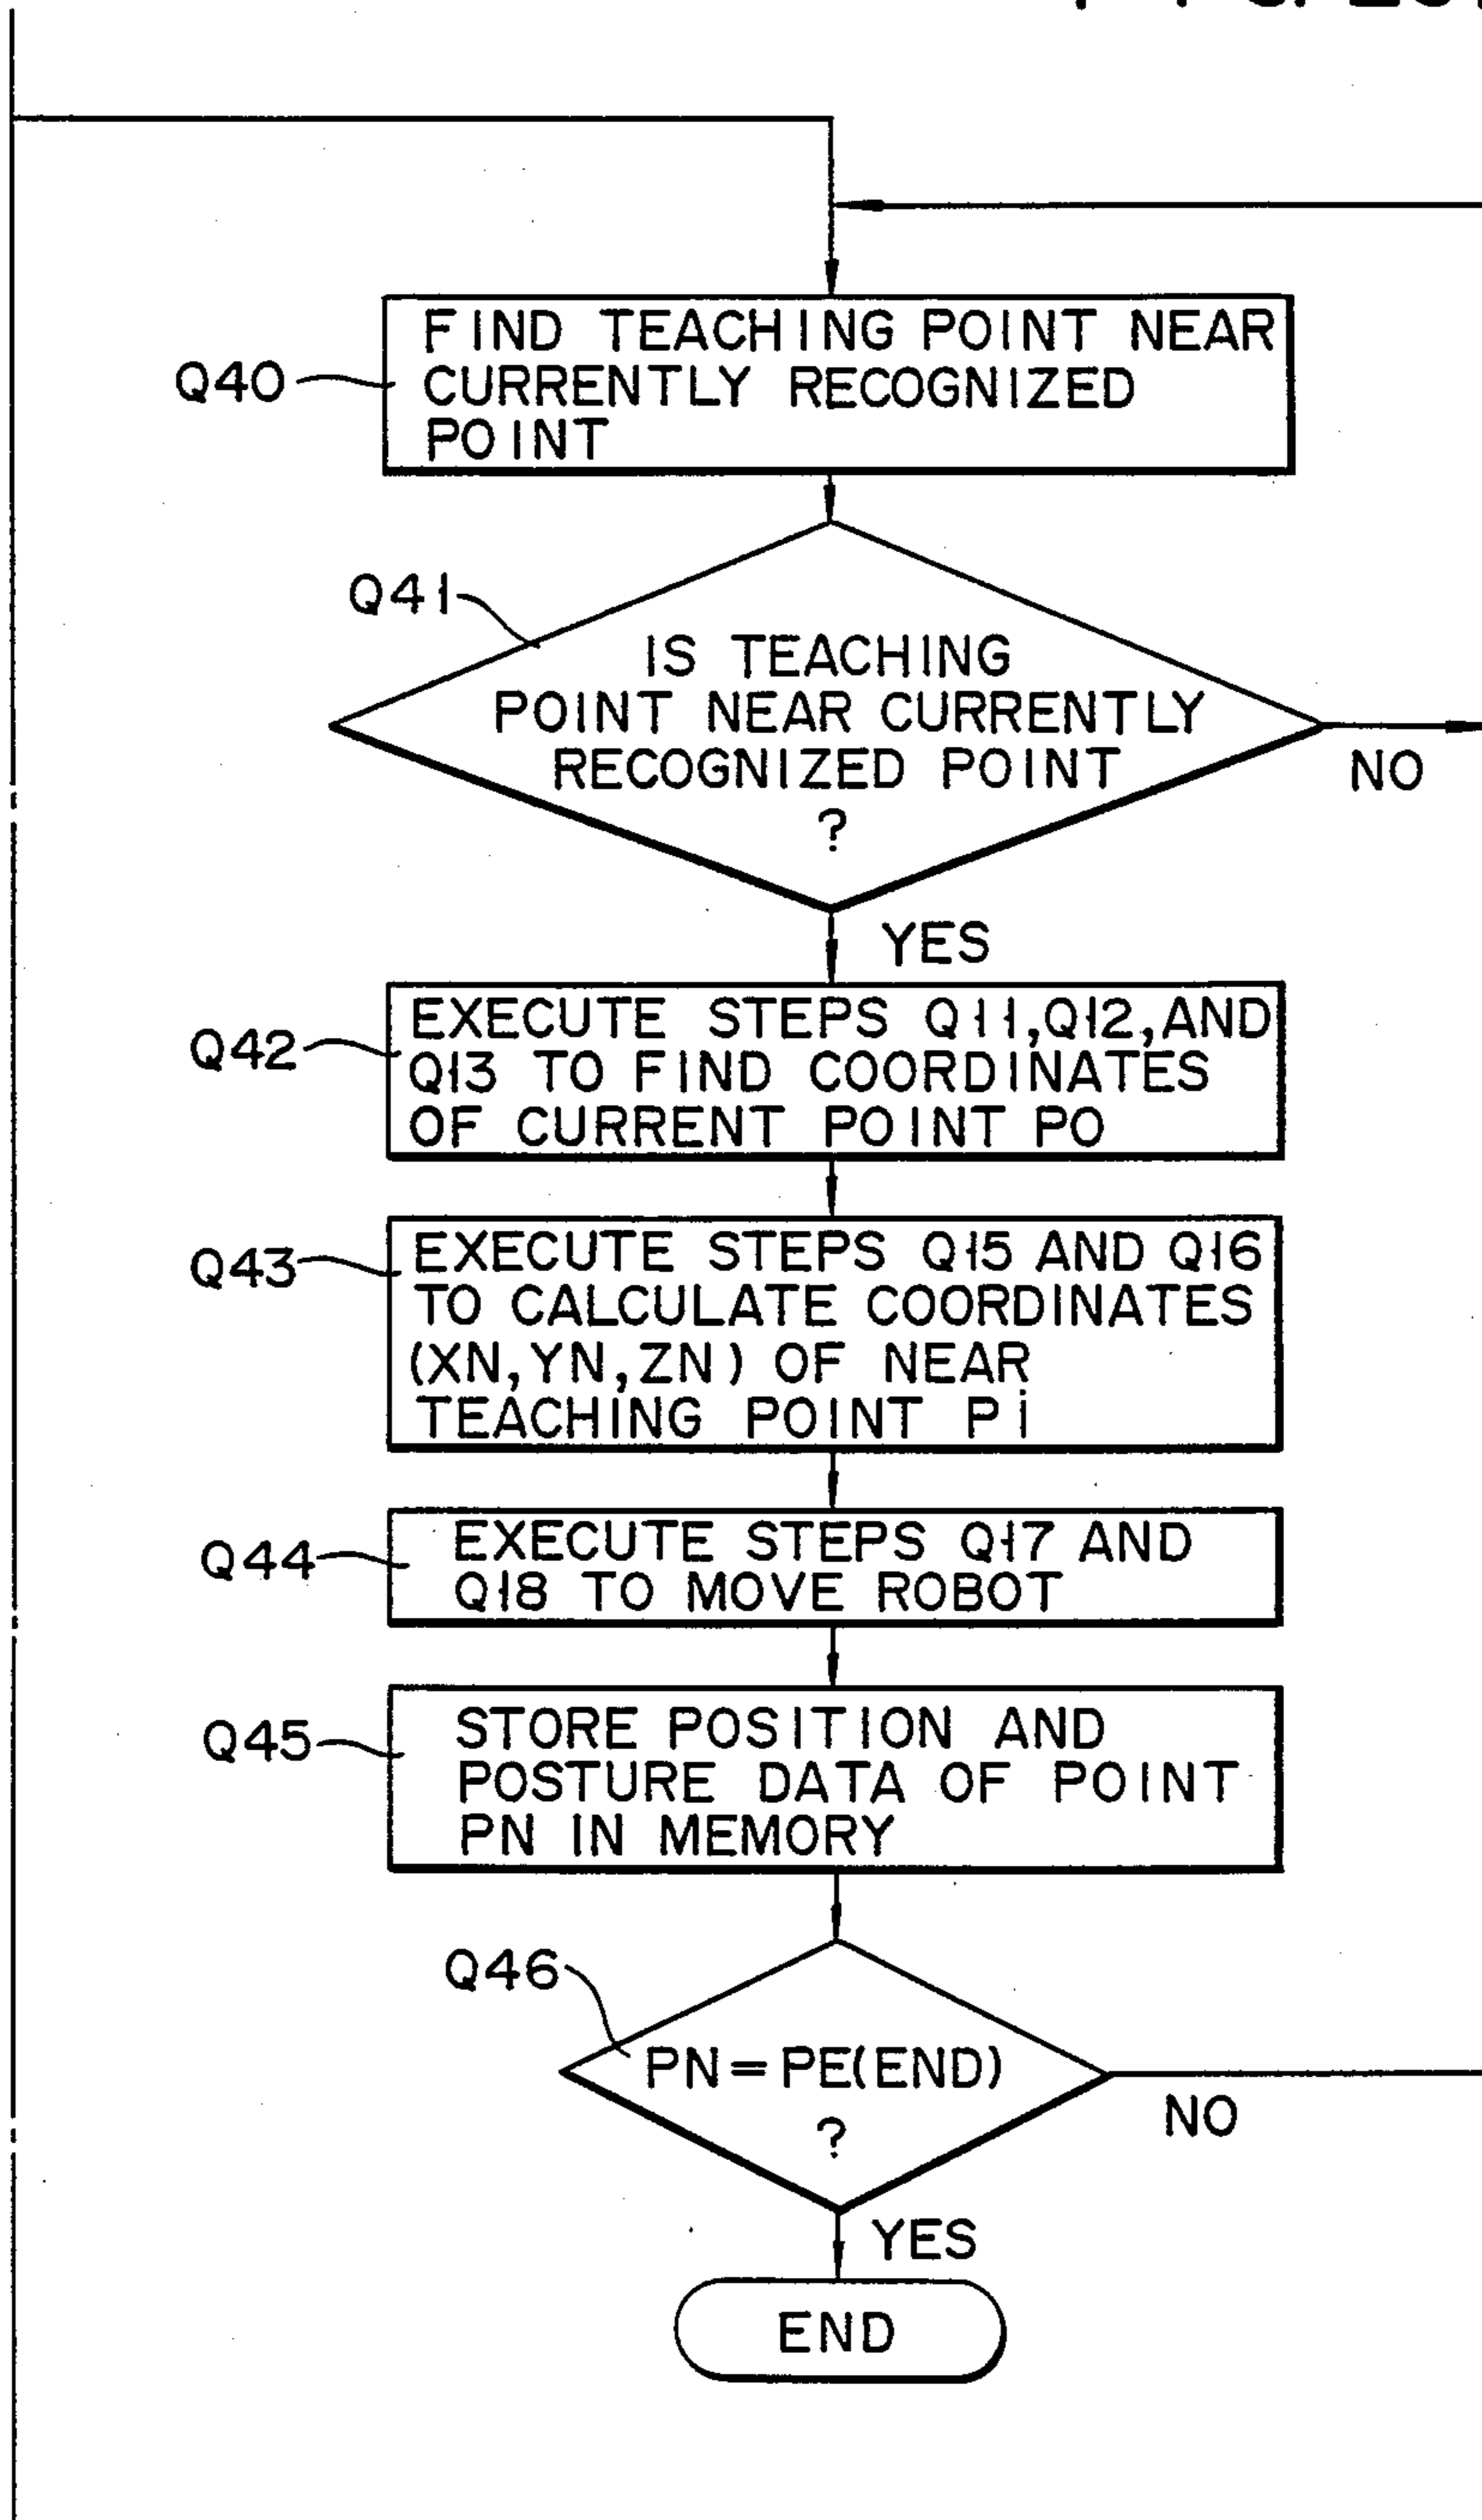 Q40
FIND TEACHING POINT NEAR
CURRENTLY RECOGNIZED
POINT
Q41
IS TEACHING
POINT NEAR CURRENTLY
RECOGNIZED POINT
?
NO
YES
Q42
EXECUTE STEPS Q11,Q12,AND
Q13 TO FIND COORDINATES
OF CURRENT POINT PO
Q43
EXECUTE STEPS Q15 AND Q16
TO CALCULATE COORDINATES
(XN,YN,ZN) OF NEAR
TEACHING POINT Pi
Q44
EXECUTE STEPS Q17 AND
Q18 TO MOVE ROBOT
Q45
STORE POSITION AND
POSTURE DATA OF POINT
PN IN MEMORY
Q46
PN=PE(END)
?
NO
YES
END